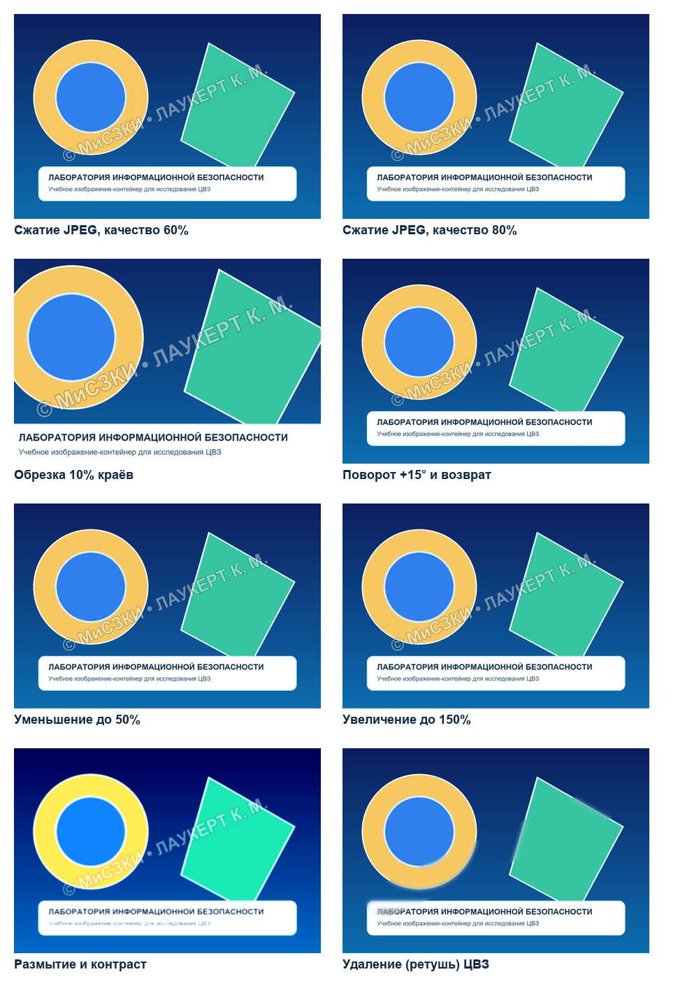 © МиСЗКИ • ЛАУКЕРТ К. М.
ЛАБОРАТОРИЯ ИНФОРМАЦИОННОЙ БЕЗОПАСНОСТИ
Учебное изображение-контейнер для исследования ЦВЗ
Сжатие JPEG, качество 60%
© МиСЗКИ • ЛАУКЕРТ К. М.
ЛАБОРАТОРИЯ ИНФОРМАЦИОННОЙ БЕЗОПАСНОСТИ
Учебное изображение-контейнер для исследования ЦВЗ
Сжатие JPEG, качество 80%
© МиСЗКИ • ЛАУКЕРТ К. М.
ЛАБОРАТОРИЯ ИНФОРМАЦИОННОЙ БЕЗОПАСНОСТИ
Учебное изображение-контейнер для исследования ЦВЗ
Обрезка 10% краёв
© МиСЗКИ • ЛАУКЕРТ К. М.
ЛАБОРАТОРИЯ ИНФОРМАЦИОННОЙ БЕЗОПАСНОСТИ
Учебное изображение-контейнер для исследования ЦВЗ
Поворот +15° и возврат
© МиСЗКИ • ЛАУКЕРТ К. М.
ЛАБОРАТОРИЯ ИНФОРМАЦИОННОЙ БЕЗОПАСНОСТИ
Учебное изображение-контейнер для исследования ЦВЗ
Уменьшение до 50%
© МиСЗКИ • ЛАУКЕРТ К. М.
ЛАБОРАТОРИЯ ИНФОРМАЦИОННОЙ БЕЗОПАСНОСТИ
Учебное изображение-контейнер для исследования ЦВЗ
Увеличение до 150%
© МиСЗКИ • ЛАУКЕРТ К. М.
ЛАБОРАТОРИЯ ИНФОРМАЦИОННОЙ БЕЗОПАСНОСТИ
Учебное изображение-контейнер для исследования ЦВЗ
Размытие и контраст
ЛАБОРАТОРИЯ ИНФОРМАЦИОННОЙ БЕЗОПАСНОСТИ
Учебное изображение-контейнер для исследования ЦВЗ
Удаление (ретушь) ЦВЗ